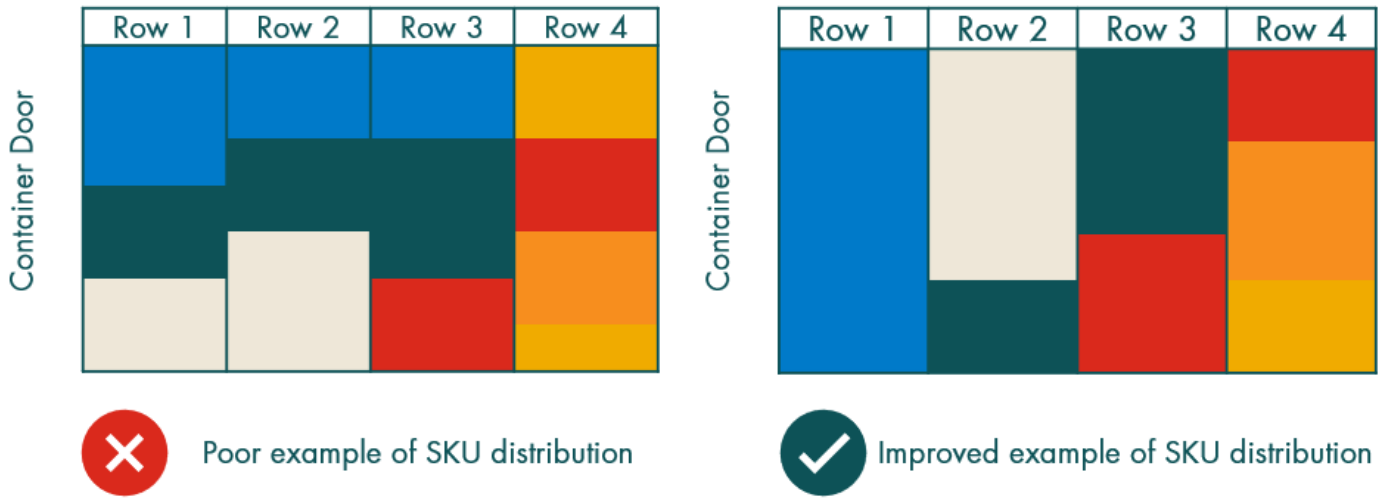 Row 1 Row 2 Row 3 Row 4
Container Door
Poor example of SKU distribution
Row 1 Row 2 Row 3 Row 4
Container Door
Improved example of SKU distribution